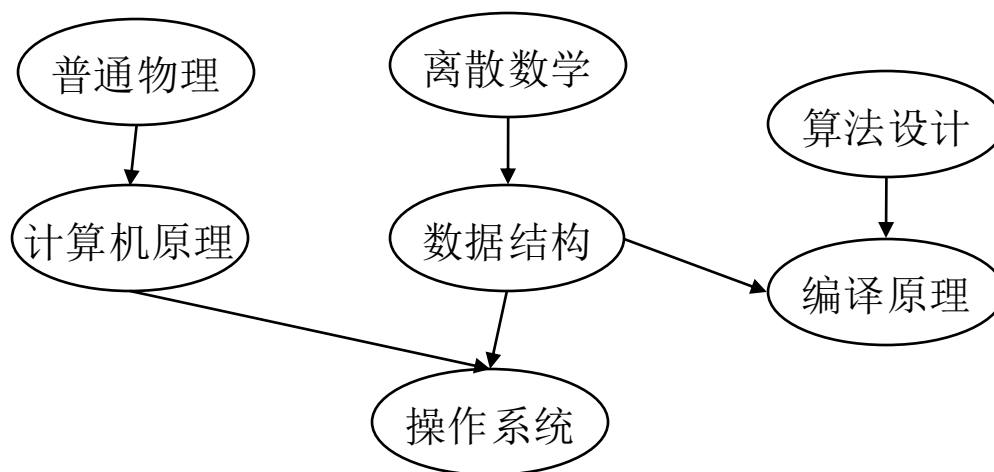 普通物理
离散数学
算法设计
计算机原理
数据结构
编译原理
操作系统